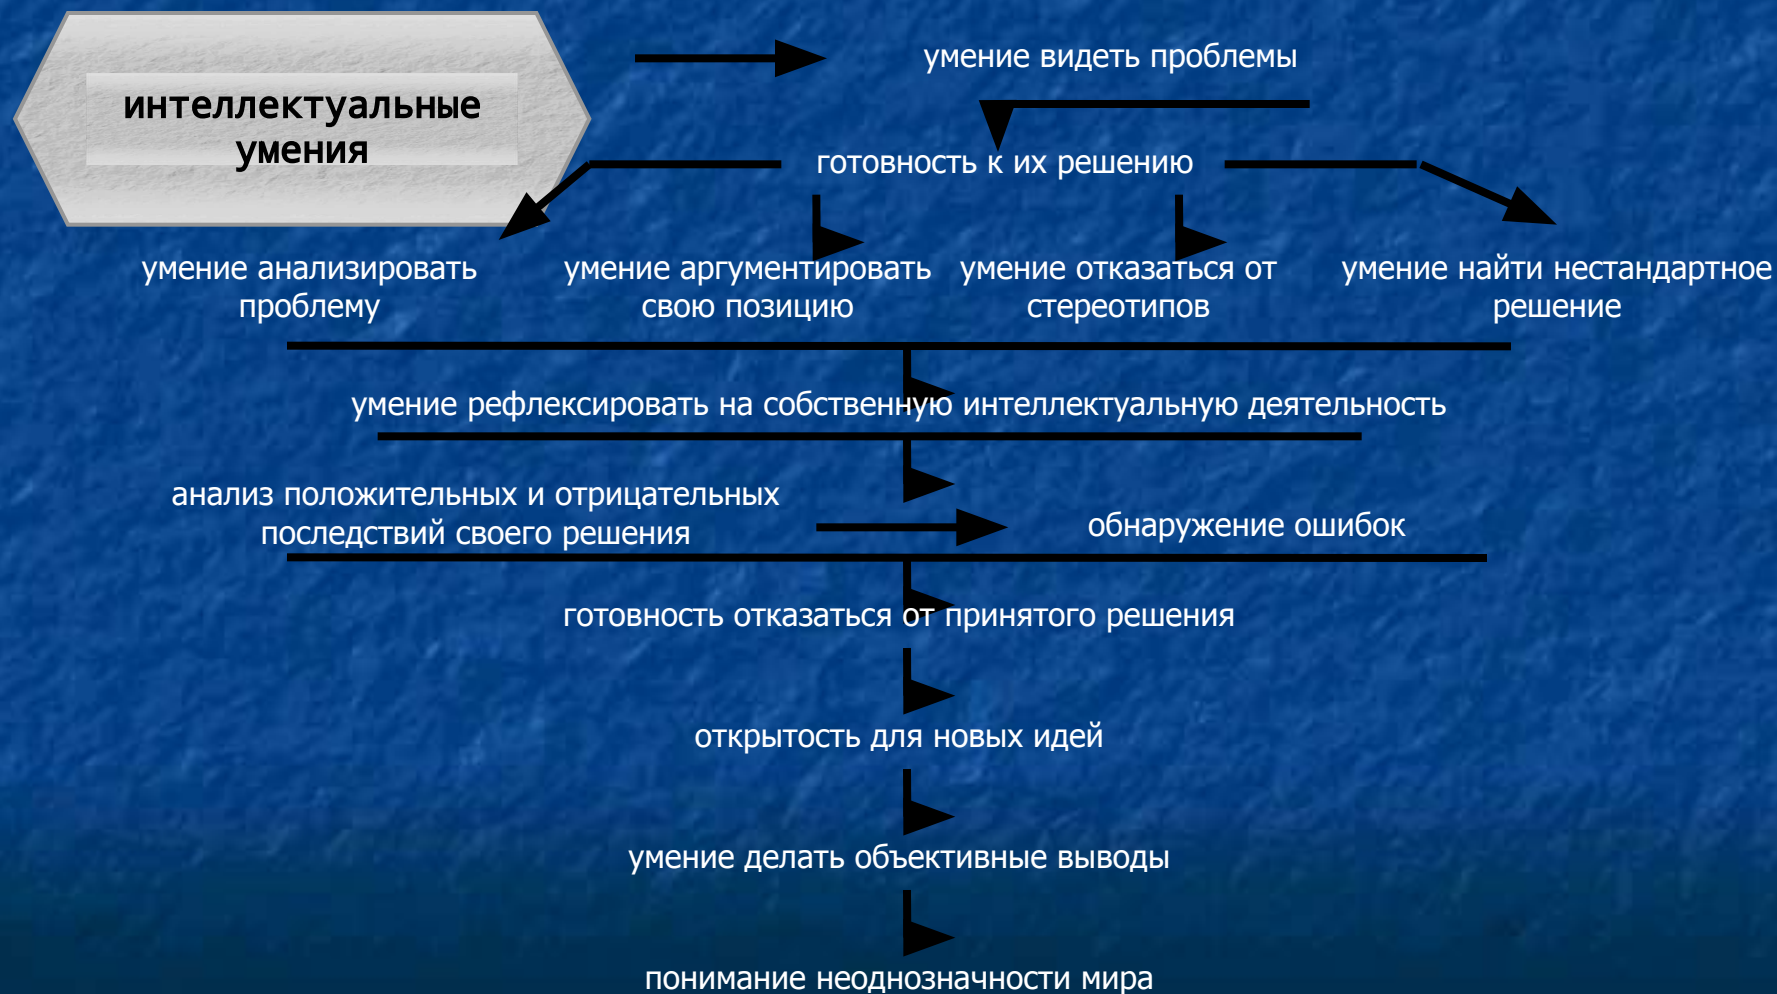 интеллектуальные
умения
умение видеть проблемы
готовность к их решению
умение анализировать
проблему
умение аргументировать
свою позицию
умение отказаться от
стереотипов
умение найти нестандартное
решение
умение рефлексировать на собственную интеллектуальную деятельность
анализ положительных и отрицательных
последствий своего решения
обнаружение ошибок
готовность отказаться от принятого решения
открытость для новых идей
умение делать объективные выводы
понимание неоднозначности мира